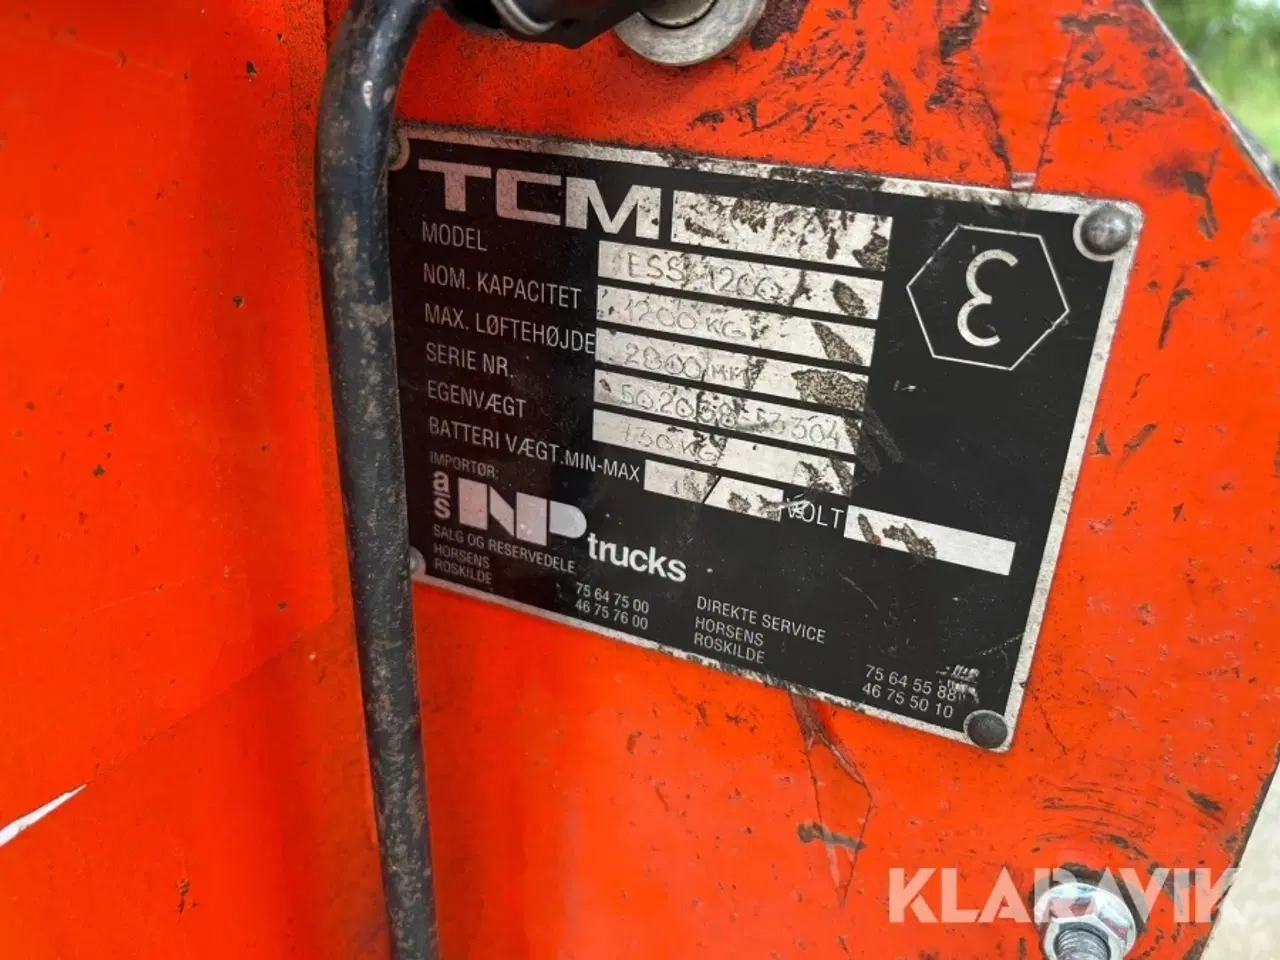 TCM
MODEL ESS 1200
NOM. KAPACITET 1200 KG
MAX. LØFTEHØJDE 2800 MM
SERIE NR.
EGENVÆGT 730 KG
BATTERI VÆGT.MIN-MAX / VOLT
IMPORTØR:
a/s NP trucks
SALG OG RESERVEDELE
HORSENS 75 64 75 00
ROSKILDE 46 75 76 00
DIREKTE SERVICE
HORSENS 75 64 55 88
ROSKILDE 46 75 50 10
KLARAVIK